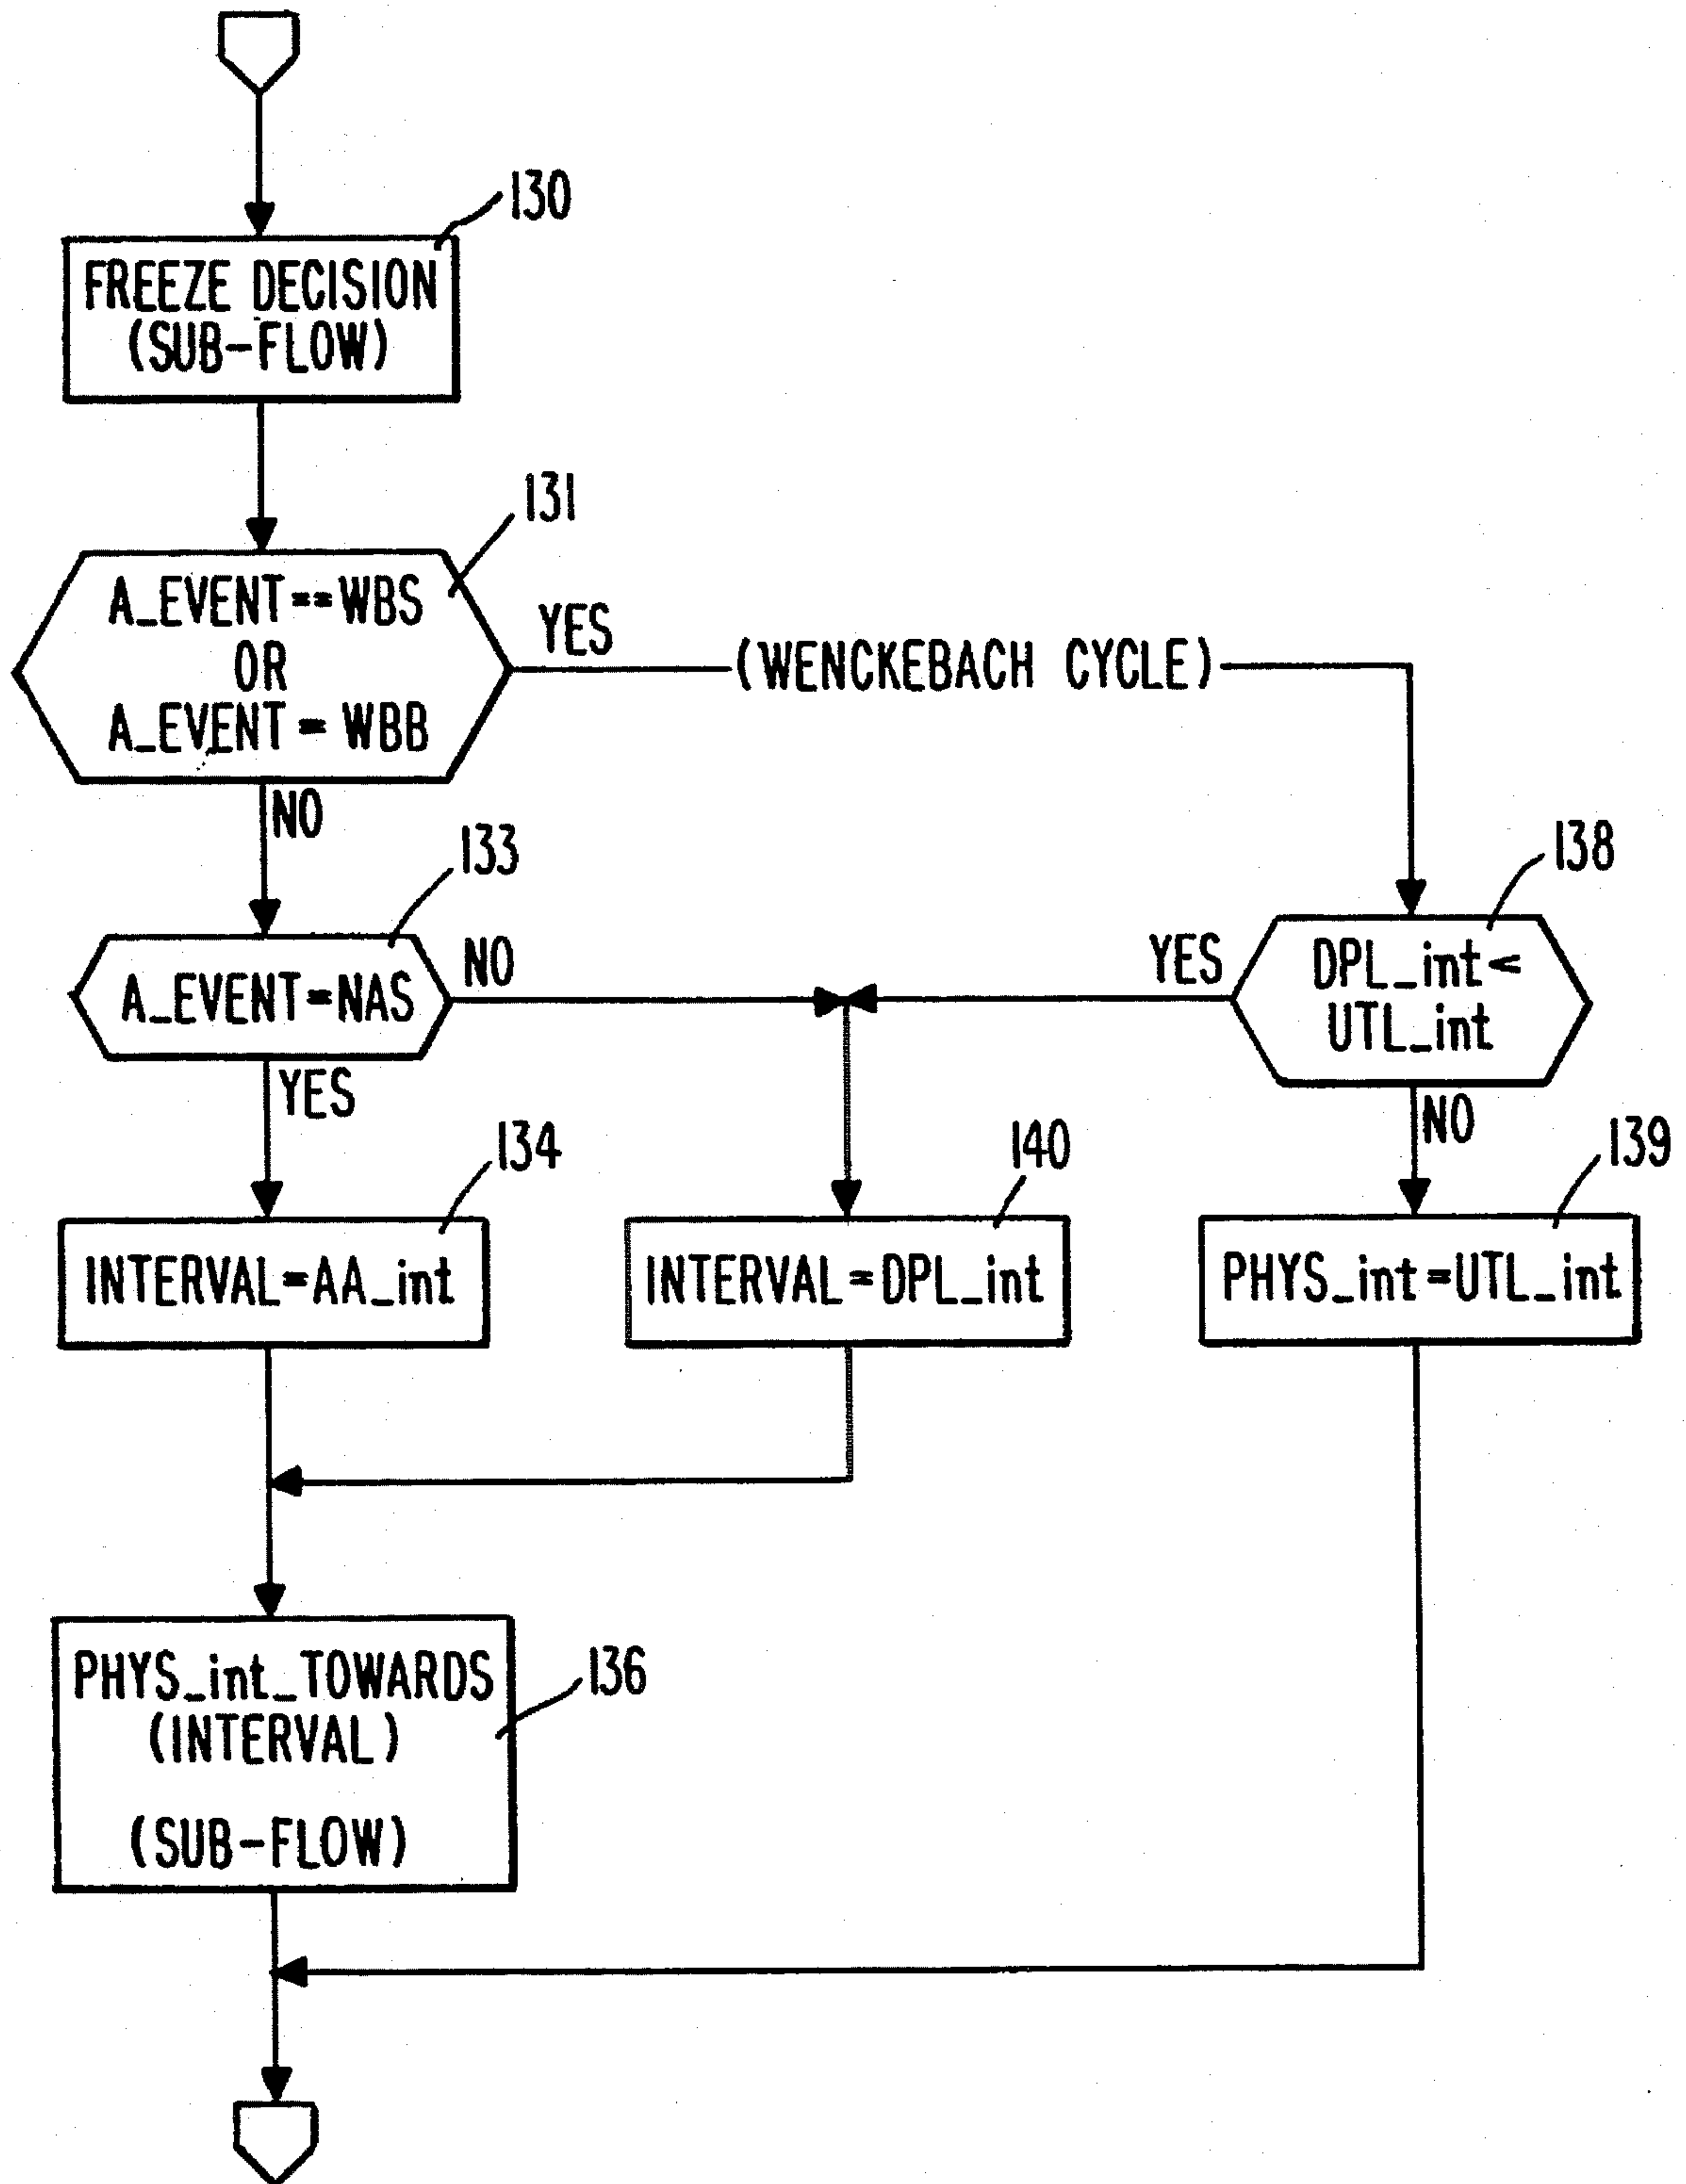 130
FREEZE DECISION
(SUB-FLOW)
131
A_EVENT==WBS
OR
A_EVENT = WBB
YES
(WENCKEBACH CYCLE)
NO
133
A_EVENT=NAS
NO
YES
138
DPL_int<
UTL_int
YES
NO
134
INTERVAL=AA_int
140
INTERVAL=DPL_int
139
PHYS_int=UTL_int
136
PHYS_int_TOWARDS
(INTERVAL)
(SUB-FLOW)